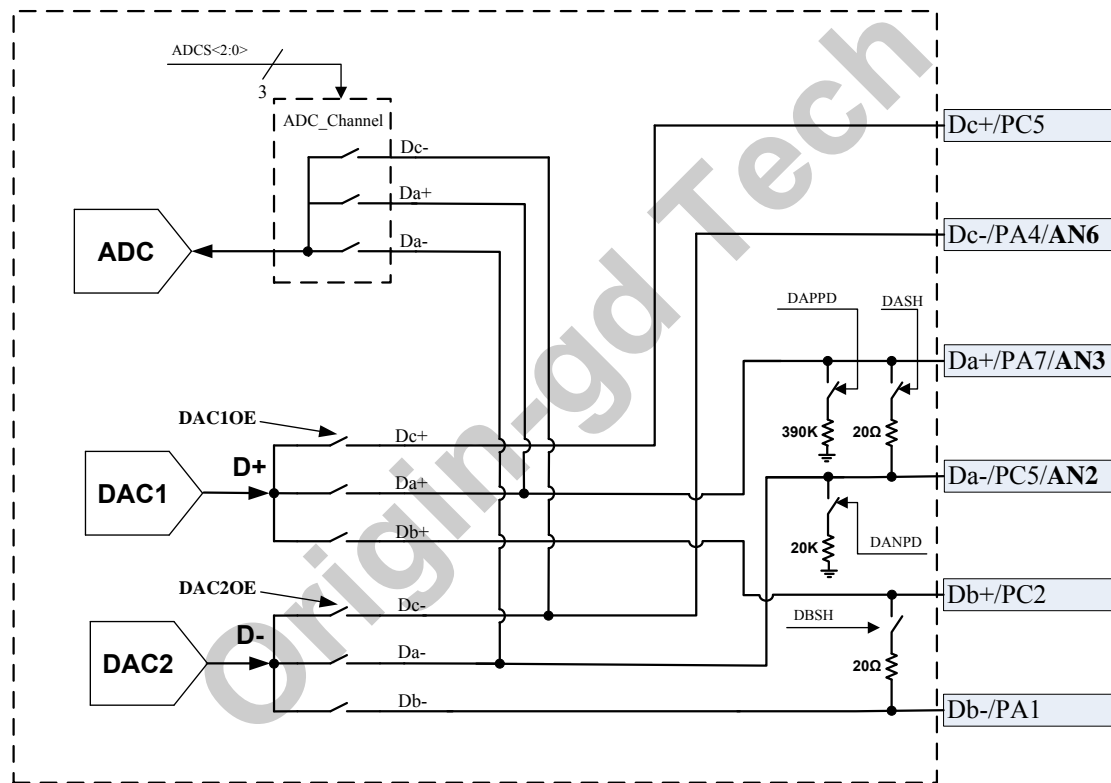 ADCS<2:0>
3
ADC_Channel
Dc+/PC5
Dc-
Da+
Da-
ADC
Dc-/PA4/AN6
DAPPD
DASH
Da+/PA7/AN3
390K
20Ω
DAC1OE
Dc+
D+
DAC1
Da+
Da-/PC5/AN2
Db+
20K
DANPD
DAC2OE
Dc-
Db+/PC2
DBSH
D-
DAC2
Da-
20Ω
Db-
Db-/PA1
Origin-gd Tech